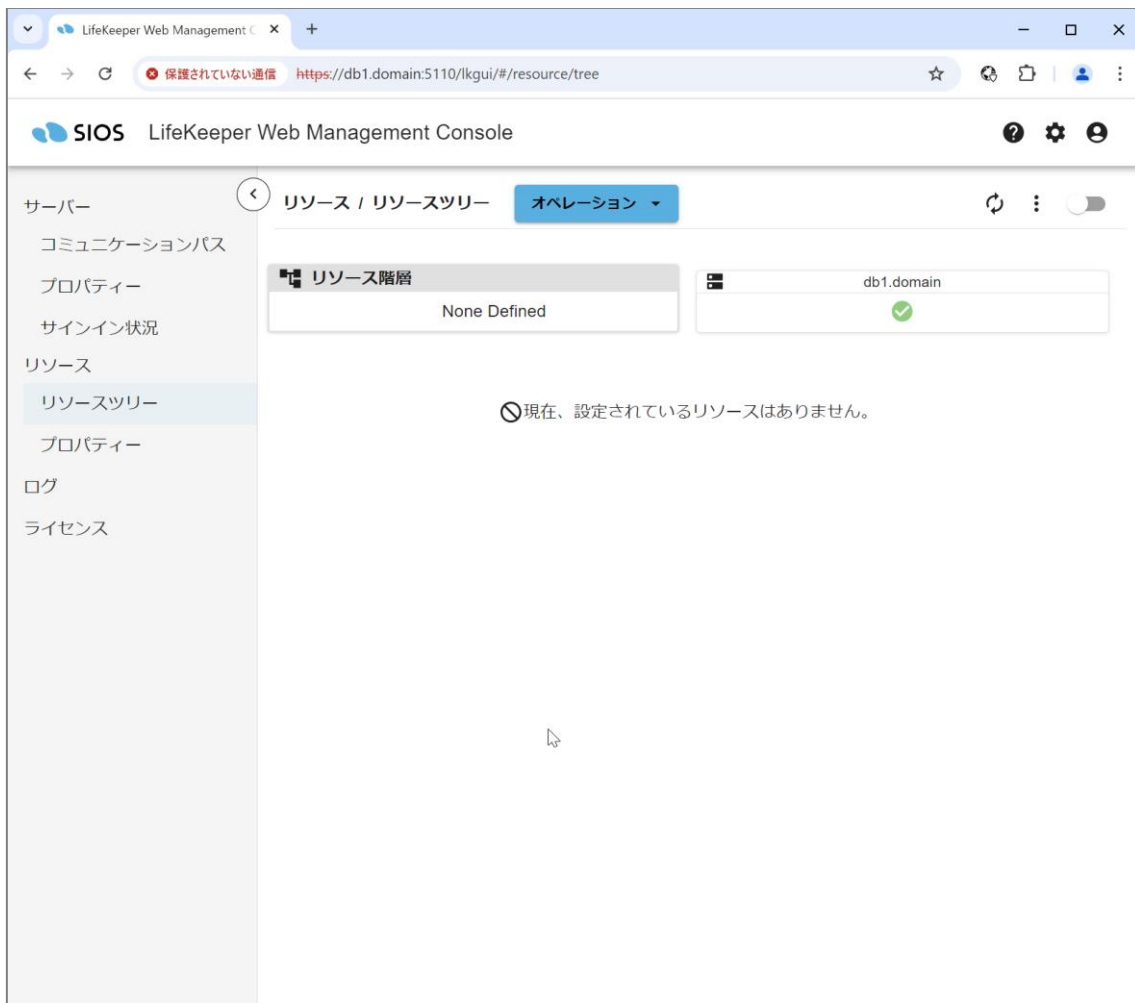 LifeKeeper Web Management C
保護されていない通信 https://db1.domain:5110/lkgui/#/resource/tree
SIOS LifeKeeper Web Management Console
サーバー
コミュニケーションパス
プロパティー
サインイン状況
リソース
リソースツリー
プロパティー
ログ
ライセンス
リソース / リソースツリー オペレーション
リソース階層
None Defined
db1.domain
現在、設定されているリソースはありません。